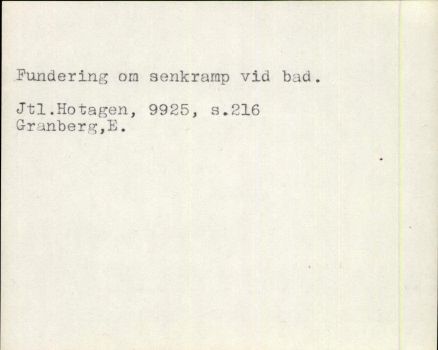 Fundering om senkramp vid bad.
Jtl.Hotagen, 9925, s.216
Granberg,E.